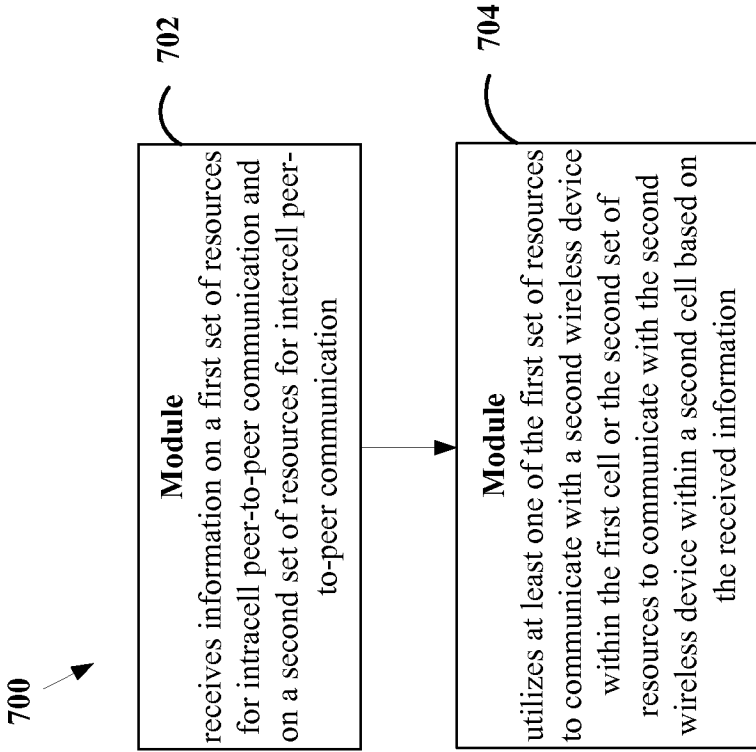 700
702
Module
receives information on a first set of resources
for intracell peer-to-peer communication and
on a second set of resources for intercell peer-
to-peer communication
704
Module
utilizes at least one of the first set of resources
to communicate with a second wireless device
within the first cell or the second set of
resources to communicate with the second
wireless device within a second cell based on
the received information